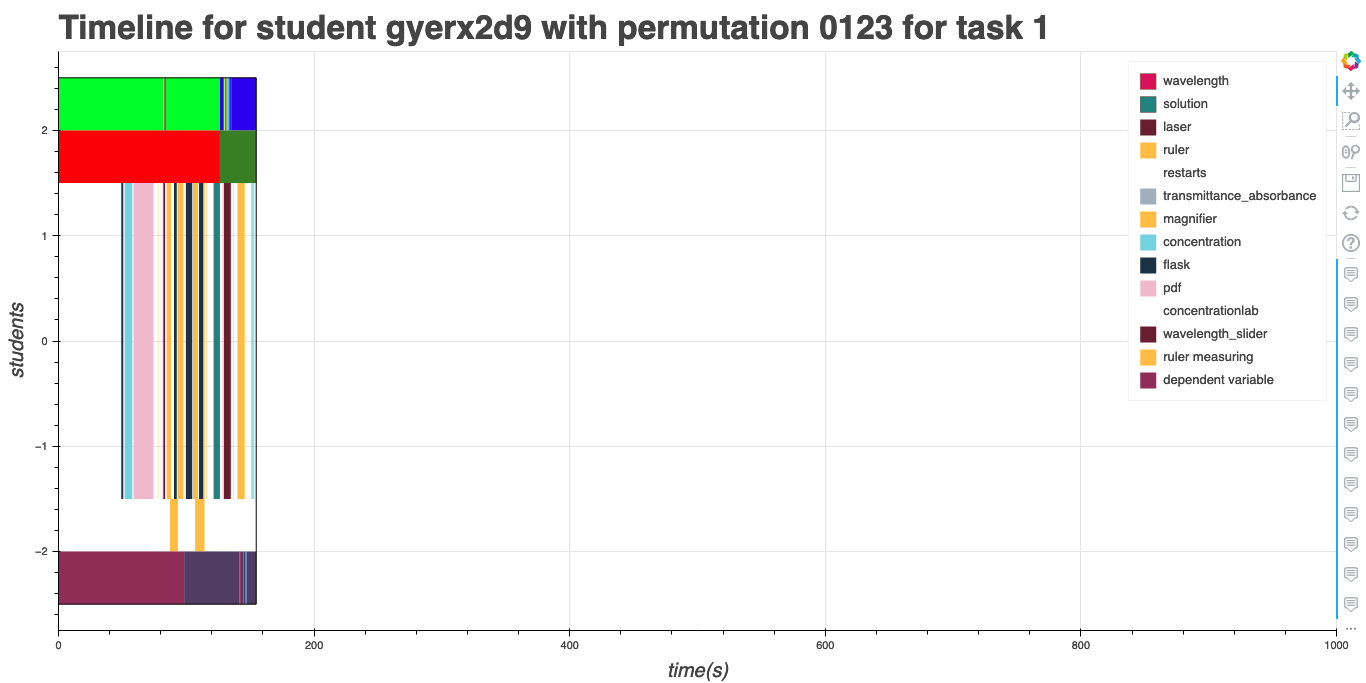 Timeline for student gyerx2d9 with permutation 0123 for task 1
wavelength
solution
laser
ruler
restarts
transmittance_absorbance
magnifier
concentration
flask
pdf
concentrationlab
wavelength_slider
ruler measuring
dependent variable
students
2
1
0
−1
−2
0
200
400
600
800
1000
time(s)